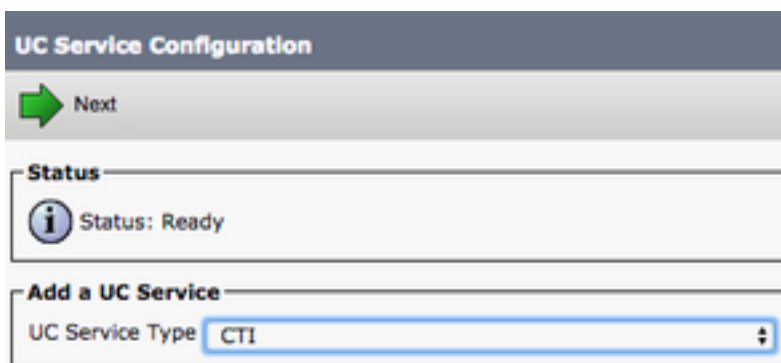 UC Service Configuration
Next
Status
Status: Ready
Add a UC Service
UC Service Type CTI